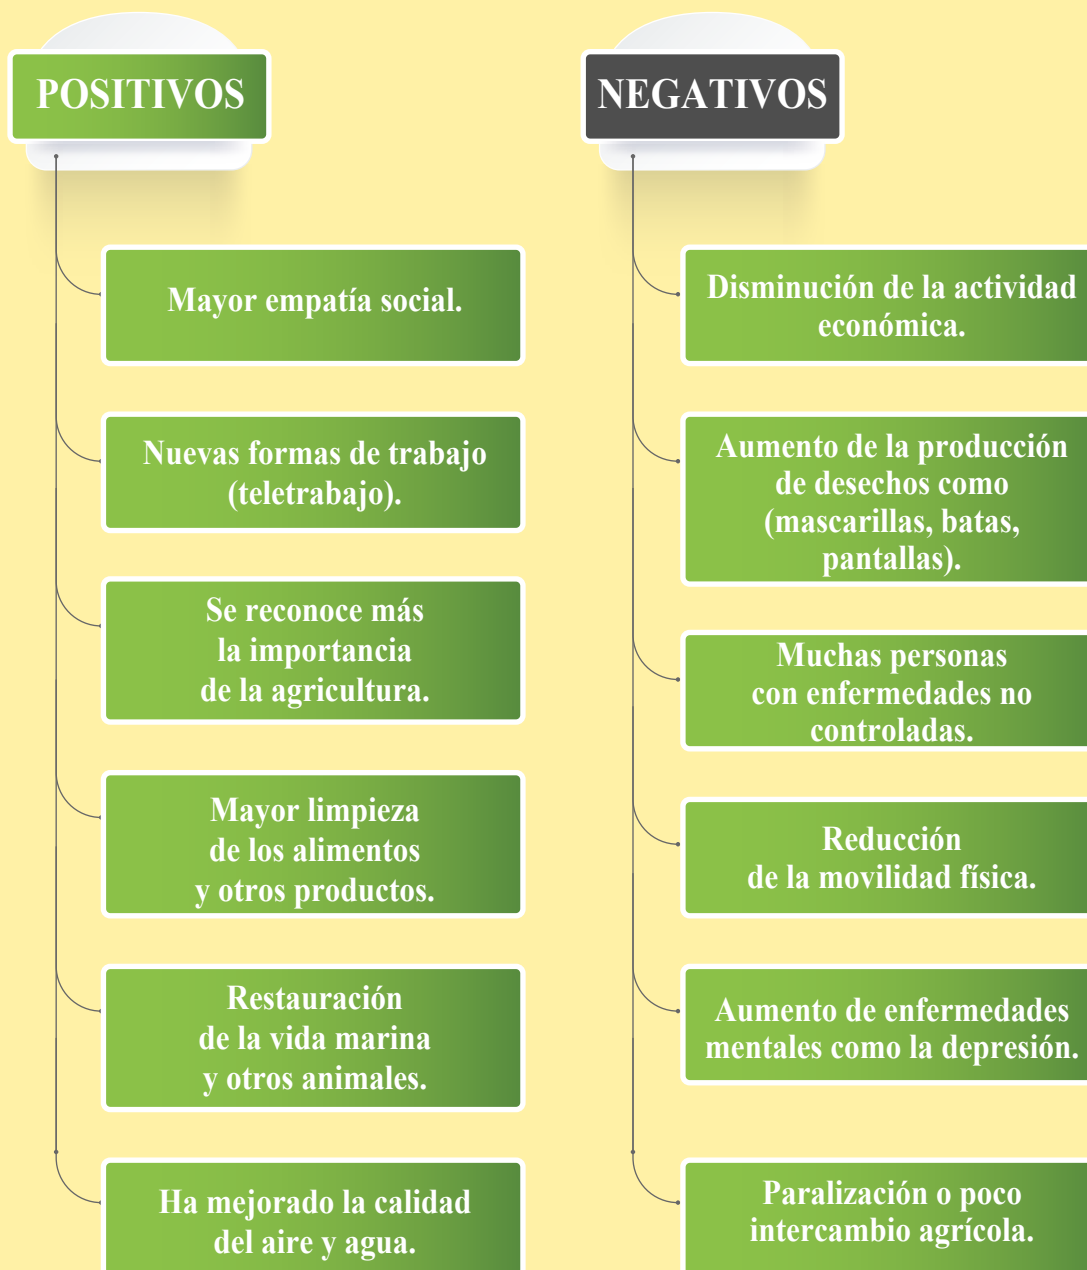 POSITIVOS
Mayor empatía social.
Nuevas formas de trabajo
(teletrabajo).
Se reconoce más
la importancia
de la agricultura.
Mayor limpieza
de los alimentos
y otros productos.
Restauración
de la vida marina
y otros animales.
Ha mejorado la calidad
del aire y agua.
NEGATIVOS
Disminución de la actividad
económica.
Aumento de la producción
de desechos como
(mascarillas, batas,
pantallas).
Muchas personas
con enfermedades no
controladas.
Reducción
de la movilidad física.
Aumento de enfermedades
mentales como la depresión.
Paralización o poco
intercambio agrícola.